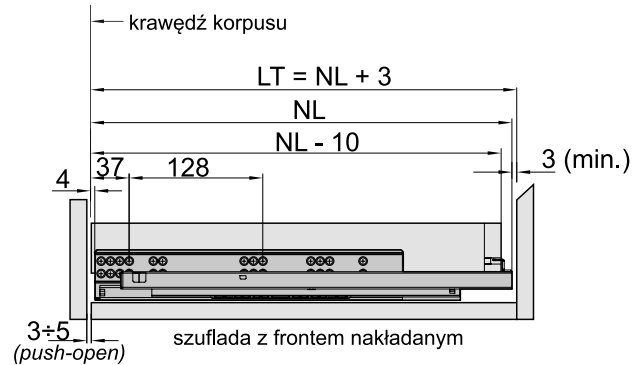 krawędź korpusu
LT = NL + 3
NL
NL - 10
3 (min.)
37
128
4
3÷5
(push-open)
szuflada z frontem nakładanym